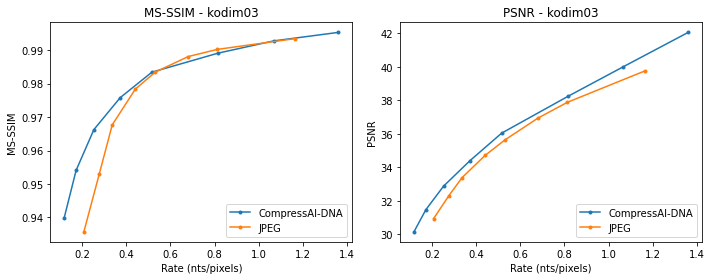 MS-SSIM - kodim03
MS-SSIM
0.99
0.98
0.97
0.96
0.95
0.94
0.2
0.4
0.6
0.8
1.0
1.2
1.4
Rate (nts/pixels)
CompressAI-DNA
JPEG
PSNR - kodim03
PSNR
42
40
38
36
34
32
30
0.2
0.4
0.6
0.8
1.0
1.2
1.4
Rate (nts/pixels)
CompressAI-DNA
JPEG